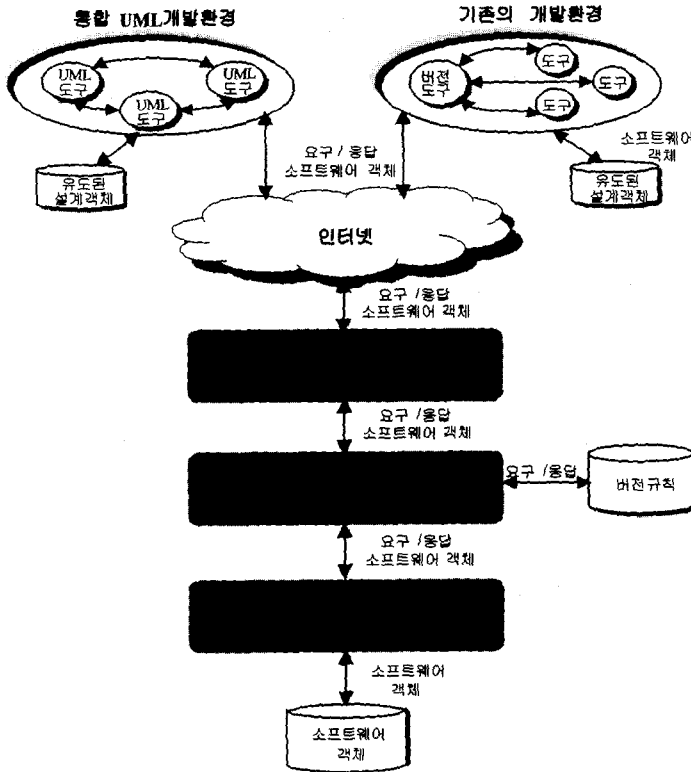 통합 UML개발환경
기존의 개발환경
UML
도구
UML
도구
UML
도구
버전
도구
도구
도구
도구
요구 / 응답
소프트웨어 객체
소프트웨어
객체
유도된
설계객체
유도된
설계객체
인터넷
요구 /응답
소프트웨어 객체
요구 /응답
소프트웨어 객체
요구 /응답
버전규칙
요구 /응답
소프트웨어 객체
소프트웨어
객체
소프트웨어
객체